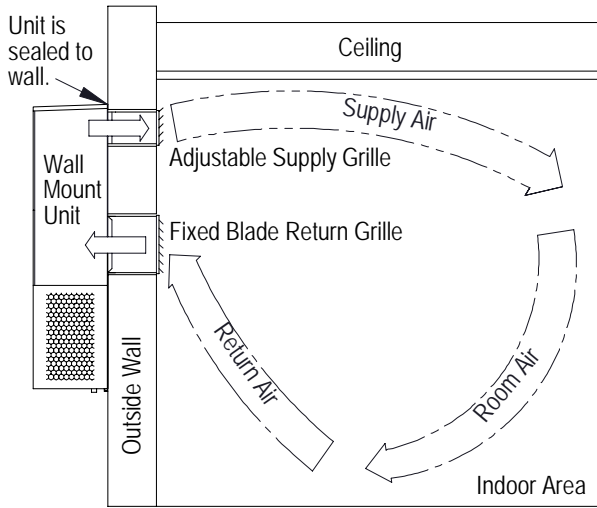 Unit is
sealed to
wall.
Ceiling
Supply Air
Adjustable Supply Grille
Wall
Mount
Unit
Fixed Blade Return Grille
Return Air
Room Air
Outside Wall
Indoor Area